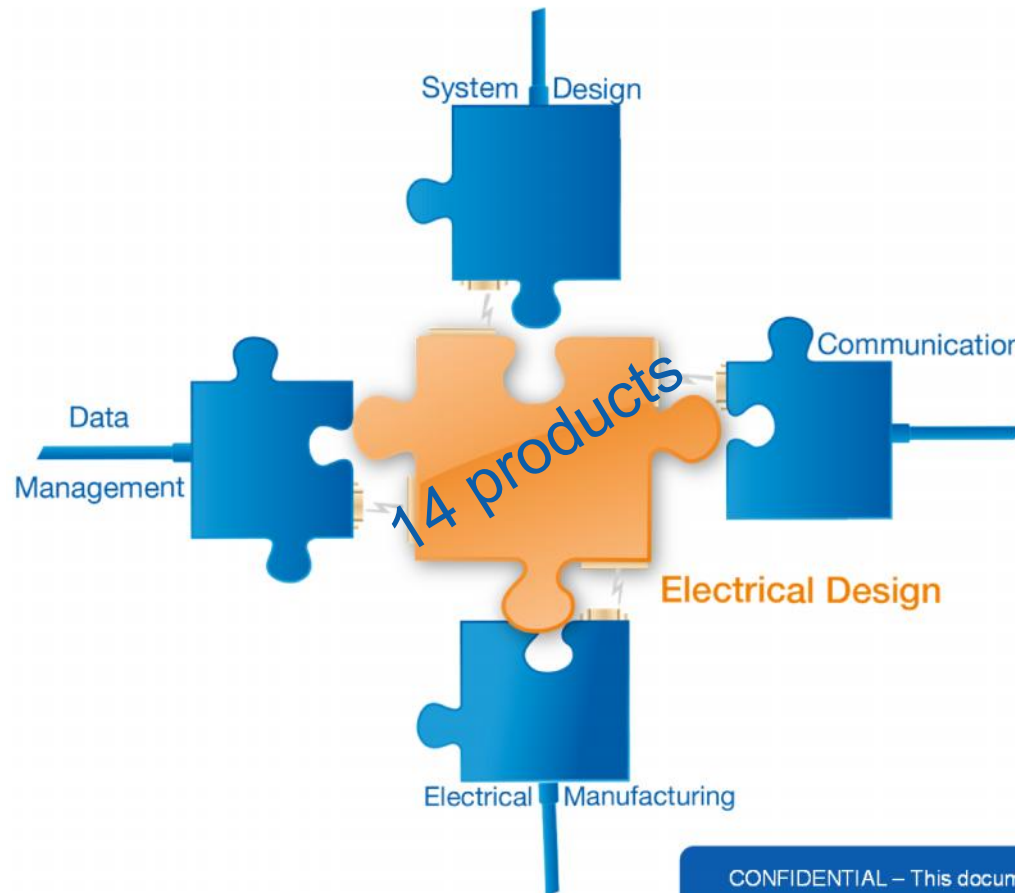 System Design
Communication
Data
Management
14 products
Electrical Design
Electrical Manufacturing
CONFIDENTIAL – This docum